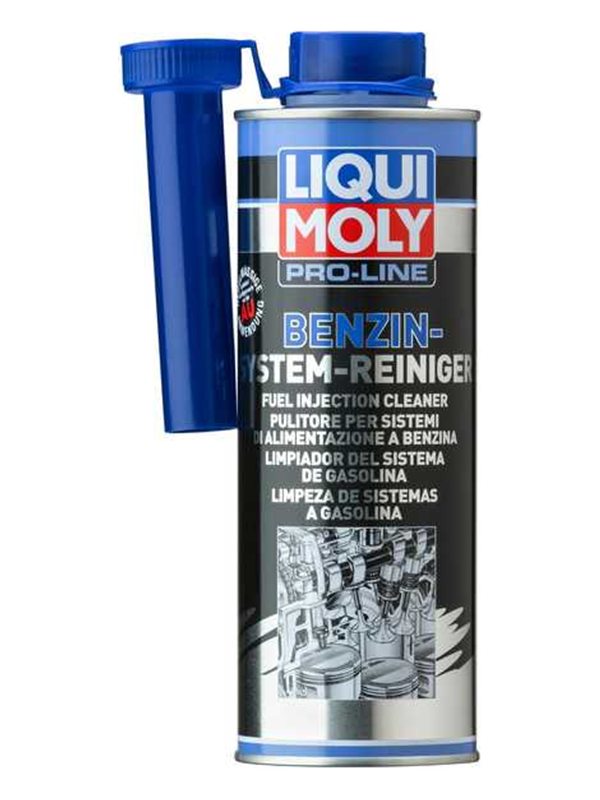 LIQUI
MOLY
PRO-LINE
AU
BENZIN-
SYSTEM-REINIGER
FUEL INJECTION CLEANER
PULITORE PER SISTEMI
DI ALIMENTAZIONE A BENZINA
LIMPIADOR DEL SISTEMA
DE GASOLINA
LIMPEZA DE SISTEMAS
A GASOLINA